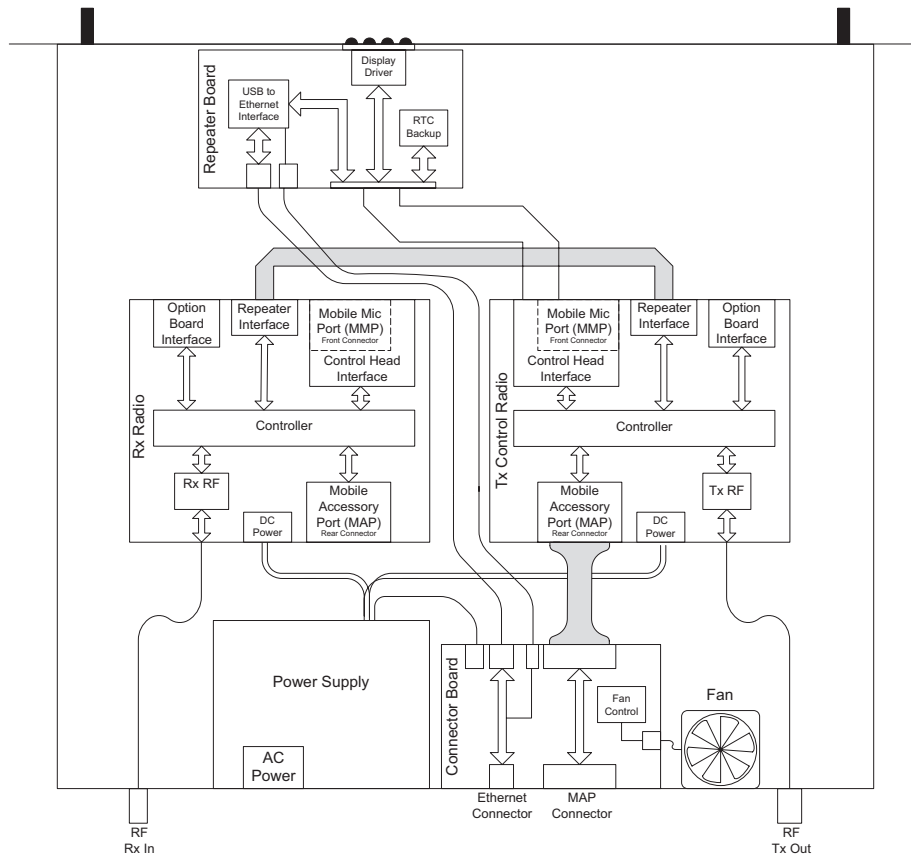 Repeater Board
Display
Driver
USB to
Ethernet
Interface
RTC
Backup
Rx Radio
Option
Board
Interface
Repeater
Interface
Mobile Mic
Port (MMP)
Front Connector
Control Head
Interface
Controller
Rx RF
Mobile
Accessory
Port (MAP)
Rear Connector
DC
Power
Tx Control Radio
Mobile Mic
Port (MMP)
Front Connector
Control Head
Interface
Repeater
Interface
Option
Board
Interface
Controller
Mobile
Accessory
Port (MAP)
Rear Connector
DC
Power
Tx RF
Power Supply
AC
Power
Connector Board
Fan
Control
Fan
Ethernet
Connector
MAP
Connector
RF
Rx In
RF
Tx Out